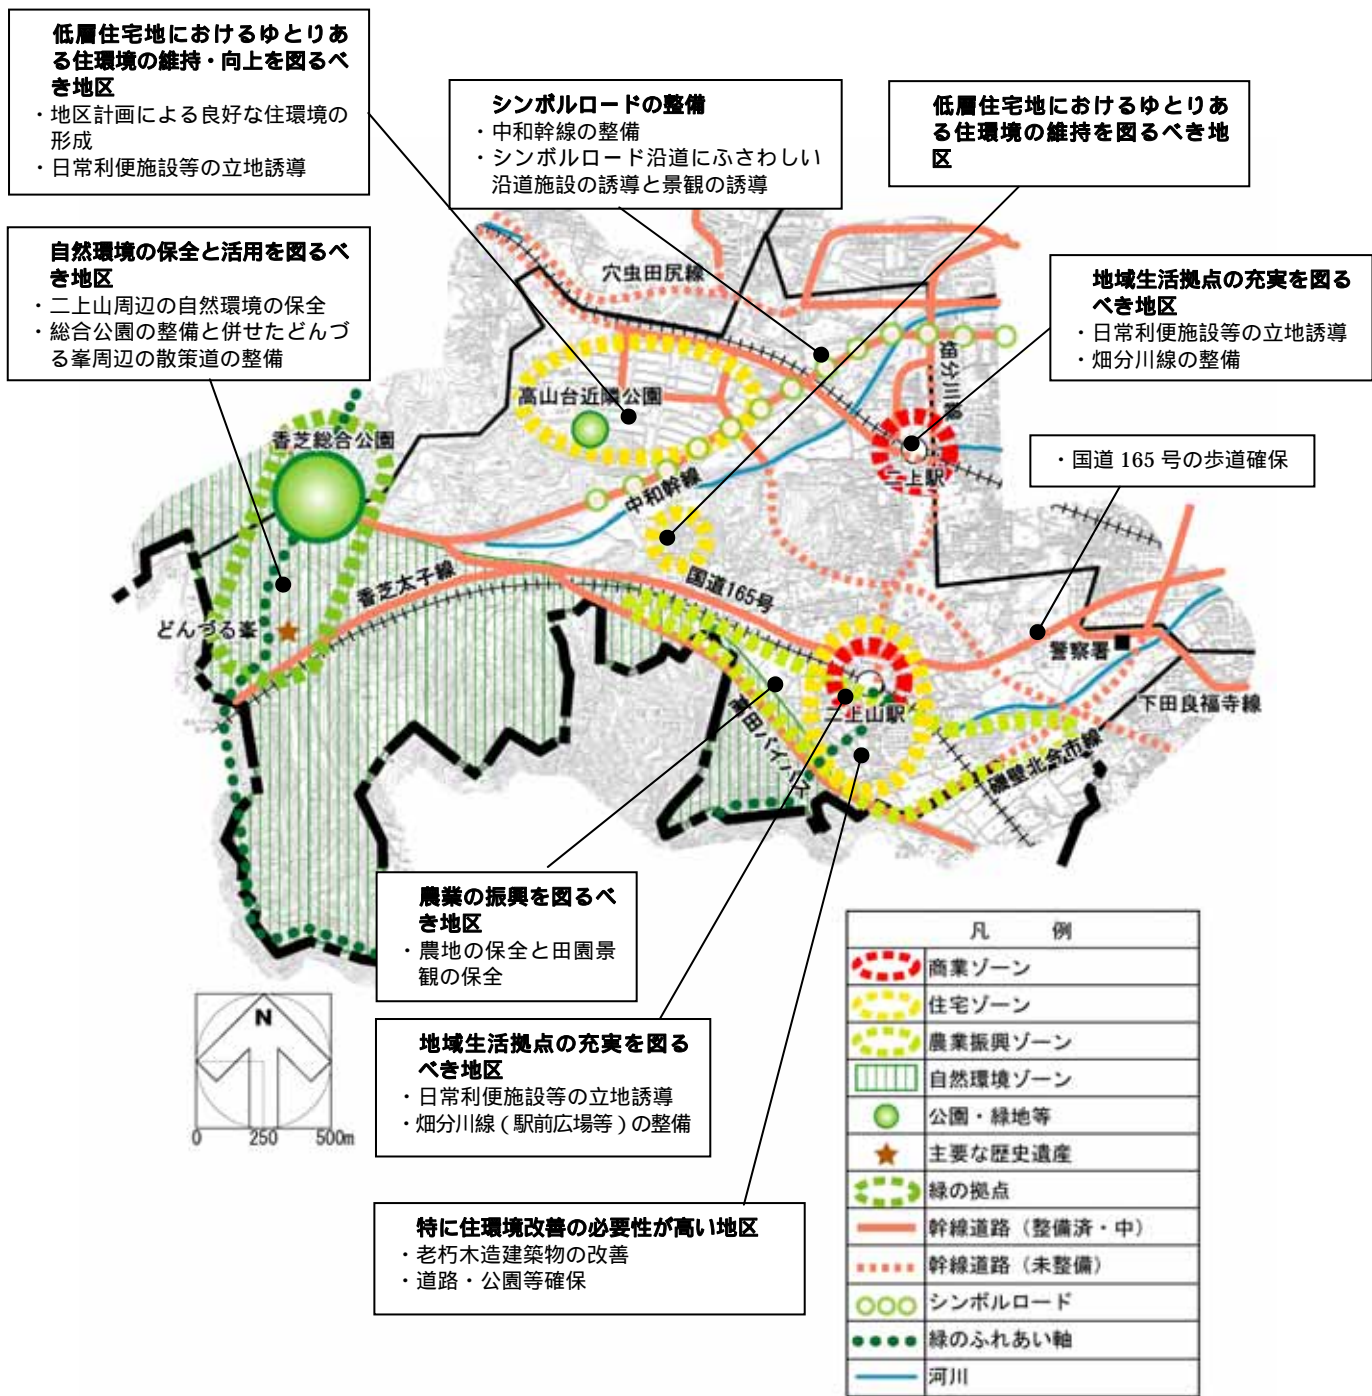 低層住宅地におけるゆとりあ
る住環境の維持・向上を図るべ
き地区
・地区計画による良好な住環境の
形成
・日常利便施設等の立地誘導
シンボルロードの整備
・中和幹線の整備
・シンボルロード沿道にふさわしい
沿道施設の誘導と景観の誘導
低層住宅地におけるゆとりあ
る住環境の維持を図るべき地
区
自然環境の保全と活用を図るべ
き地区
・二上山周辺の自然環境の保全
・総合公園の整備と併せたどんづ
る峯周辺の散策道の整備
地域生活拠点の充実を図る
べき地区
・日常利便施設等の立地誘導
・畑分川線の整備
・国道 165 号の歩道確保
穴虫田尻線
畑分川線
高山台近隣公園
香芝総合公園
二上駅
中和幹線
国道165号
香芝太子線
どんづる峯
警察署
下田良福寺線
二上山駅
磯壁北今市線
農業の振興を図るべ
き地区
・農地の保全と田園景
観の保全
地域生活拠点の充実を図る
べき地区
・日常利便施設等の立地誘導
・畑分川線(駅前広場等)の整備
特に住環境改善の必要性が高い地区
・老朽木造建築物の改善
・道路・公園等確保
N
0 250 500m
凡 例
商業ゾーン
住宅ゾーン
農業振興ゾーン
自然環境ゾーン
公園・緑地等
主要な歴史遺産
緑の拠点
幹線道路（整備済・中）
幹線道路（未整備）
シンボルロード
緑のふれあい軸
河川